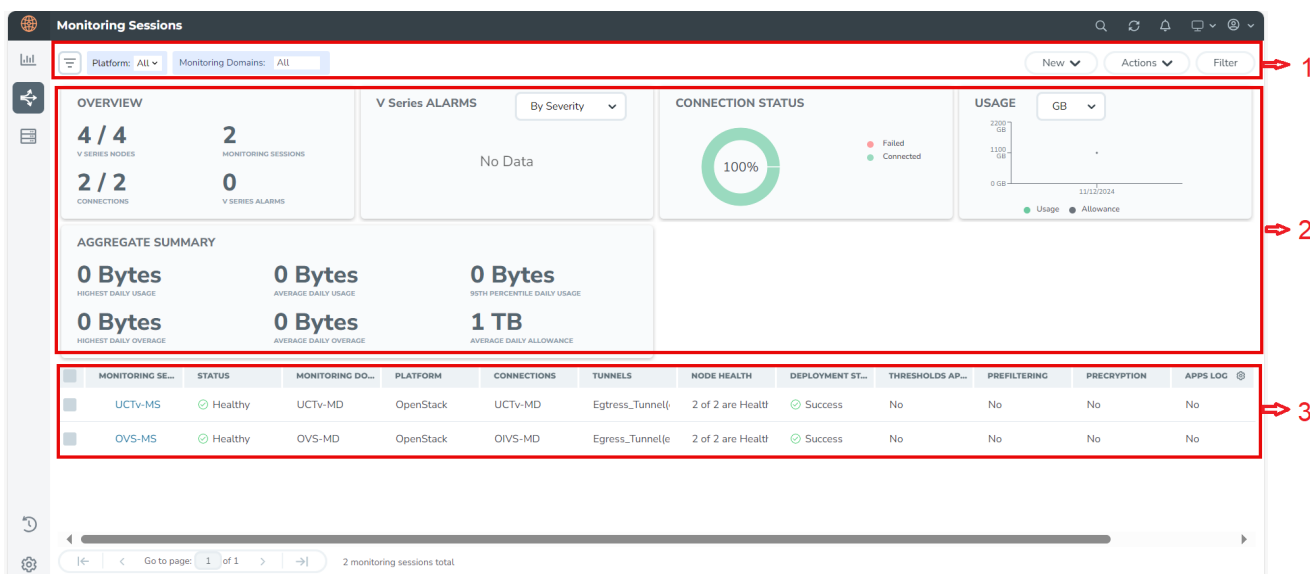 Monitoring Sessions
Platform: All Monitoring Domains: All New Actions Filter
1
OVERVIEW
4 / 4 2
V SERIES NODES MONITORING SESSIONS
2 / 2 0
CONNECTIONS V SERIES ALARMS
V Series ALARMS By Severity
No Data
CONNECTION STATUS
100%
Failed
Connected
USAGE GB
2200
GB
1100
GB
0 GB
11/12/2024
Usage Allowance
2
AGGREGATE SUMMARY
0 Bytes 0 Bytes 0 Bytes
HIGHEST DAILY USAGE AVERAGE DAILY USAGE 95TH PERCENTILE DAILY USAGE
0 Bytes 0 Bytes 1 TB
HIGHEST DAILY OVERAGE AVERAGE DAILY OVERAGE AVERAGE DAILY ALLOWANCE
MONITORING SE... STATUS MONITORING DO... PLATFORM CONNECTIONS TUNNELS NODE HEALTH DEPLOYMENT ST... THRESHOLDS AP... PREFILTERING PRECRYPTION APPS LOG
UCTv-MS Healthy UCTv-MD OpenStack UCTv-MD Egtress_Tunnel( 2 of 2 are Healt Success No No No No
3
OVS-MS Healthy OVS-MD OpenStack OIVS-MD Egress_Tunnel(e 2 of 2 are Healt Success No No No No
Go to page: 1 of 1 2 monitoring sessions total